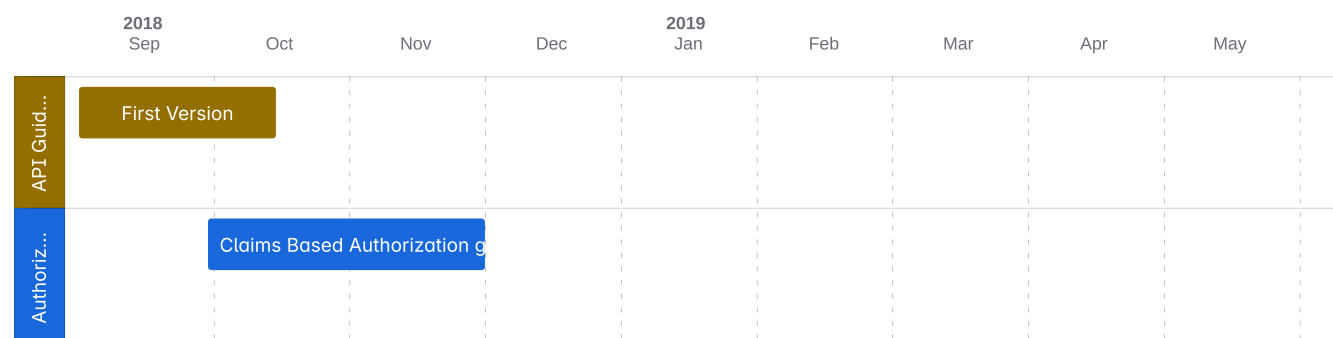 2018
2019
Sep Oct Nov Dec Jan Feb Mar Apr May
API Guid...
First Version
Authoriz...
Claims Based Authorization g